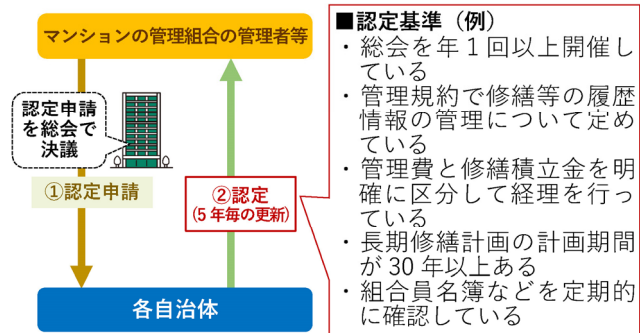 マンションの管理組合の管理者等
認定申請
を総会で
決議
①認定申請
②認定
(5年毎の更新)
各自治体
■認定基準（例）
・総会を年1回以上開催し
ている
・管理規約で修繕等の履歴
情報の管理について定め
ている
・管理費と修繕積立金を明
確に区分して経理を行っ
ている
・長期修繕計画の計画期間
が30年以上ある
・組合員名簿などを定期的
に確認している